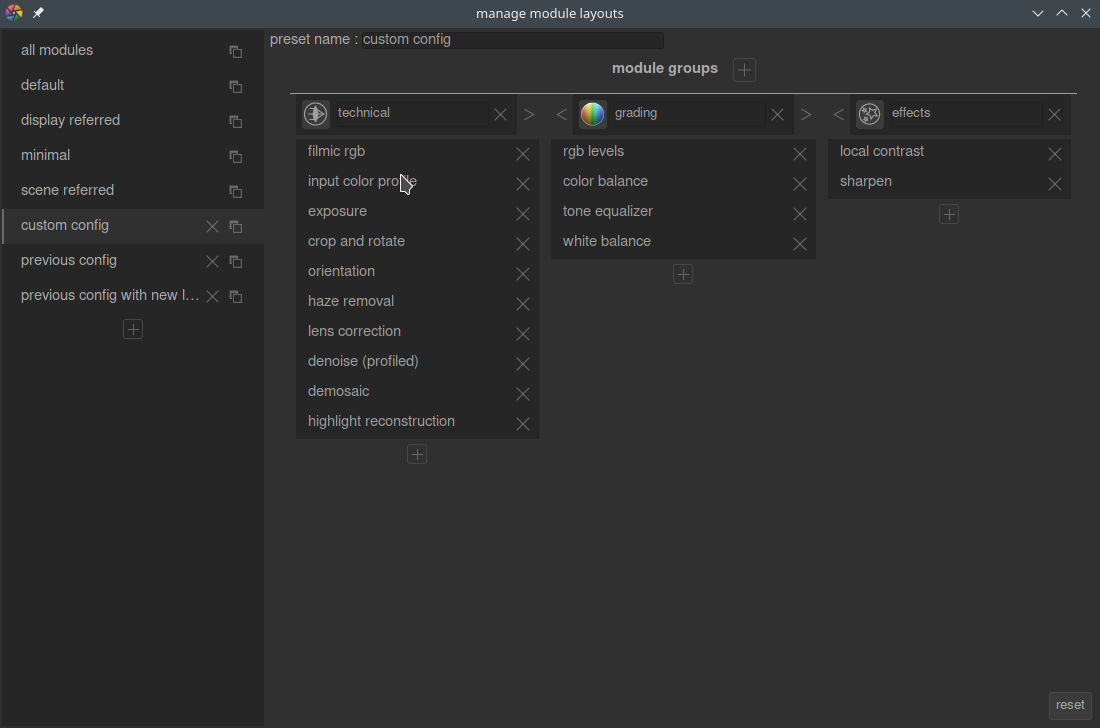 manage module layouts
all modules
default
display referred
minimal
scene referred
custom config
previous config
previous config with new l...
preset name : custom config
module groups
technical
filmic rgb
input color profile
exposure
crop and rotate
orientation
haze removal
lens correction
denoise (profiled)
demosaic
highlight reconstruction
grading
rgb levels
color balance
tone equalizer
white balance
effects
local contrast
sharpen
reset